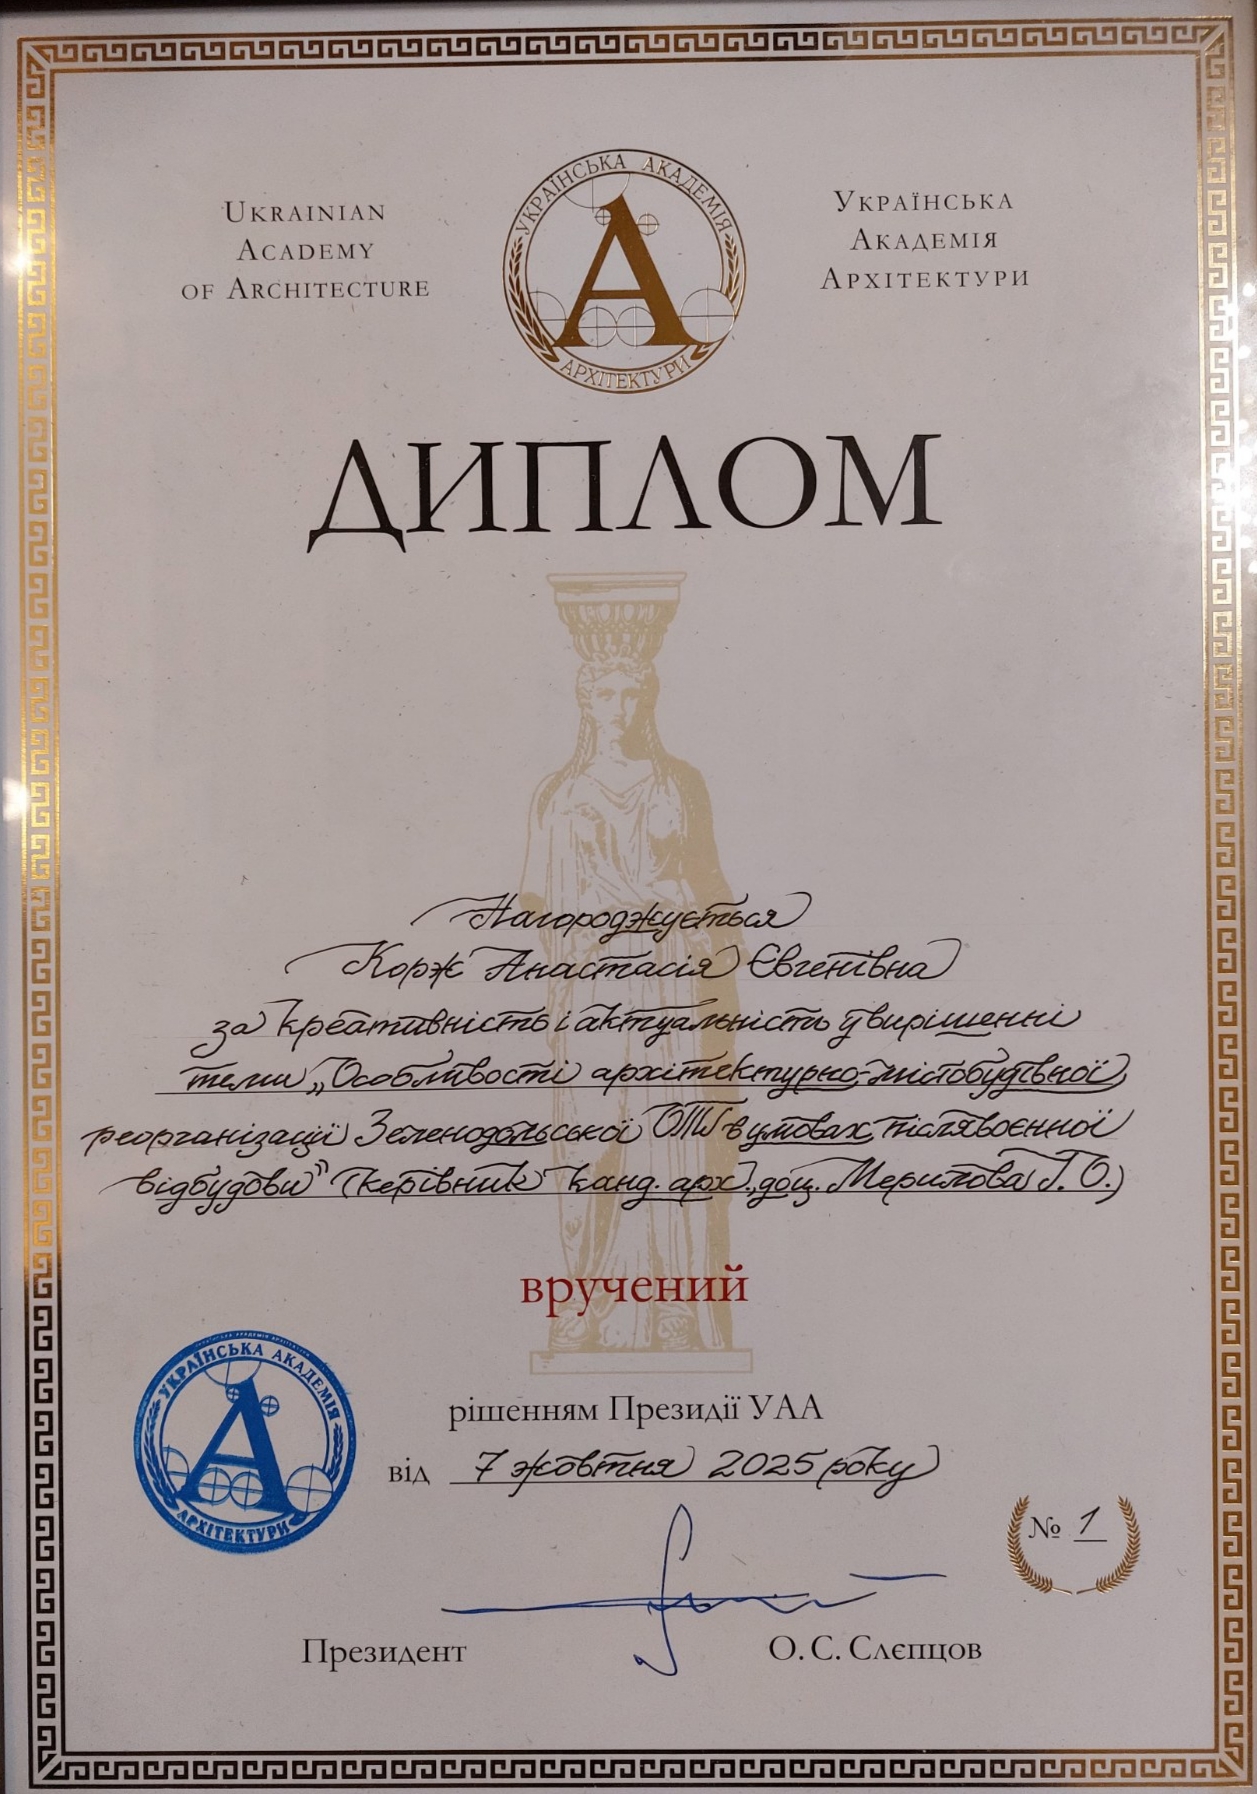 UKRAINIAN
ACADEMY
OF ARCHITECTURE
УКРАЇНСЬКА АКАДЕМІЯ
А
АРХІТЕКТУРИ
УКРАЇНСЬКА
АКАДЕМІЯ
АРХІТЕКТУРИ
ДИПЛОМ
Нагороджується
Корж Анастасія Євгенівна
за креативність і актуальність у вирішенні
теми „Особливості архітектурно-містобудівної
реорганізації Зеленодольської ОТГ в умовах післявоєнної
відбудови” (керівник канд. арх., доц. Мерилова І. О.)
вручений
рішенням Президії УАА
від 7 жовтня 2025 року
УКРАЇНСЬКА АКАДЕМІЯ
А
АРХІТЕКТУРИ
№ 1
Президент
О. С. Слєпцов